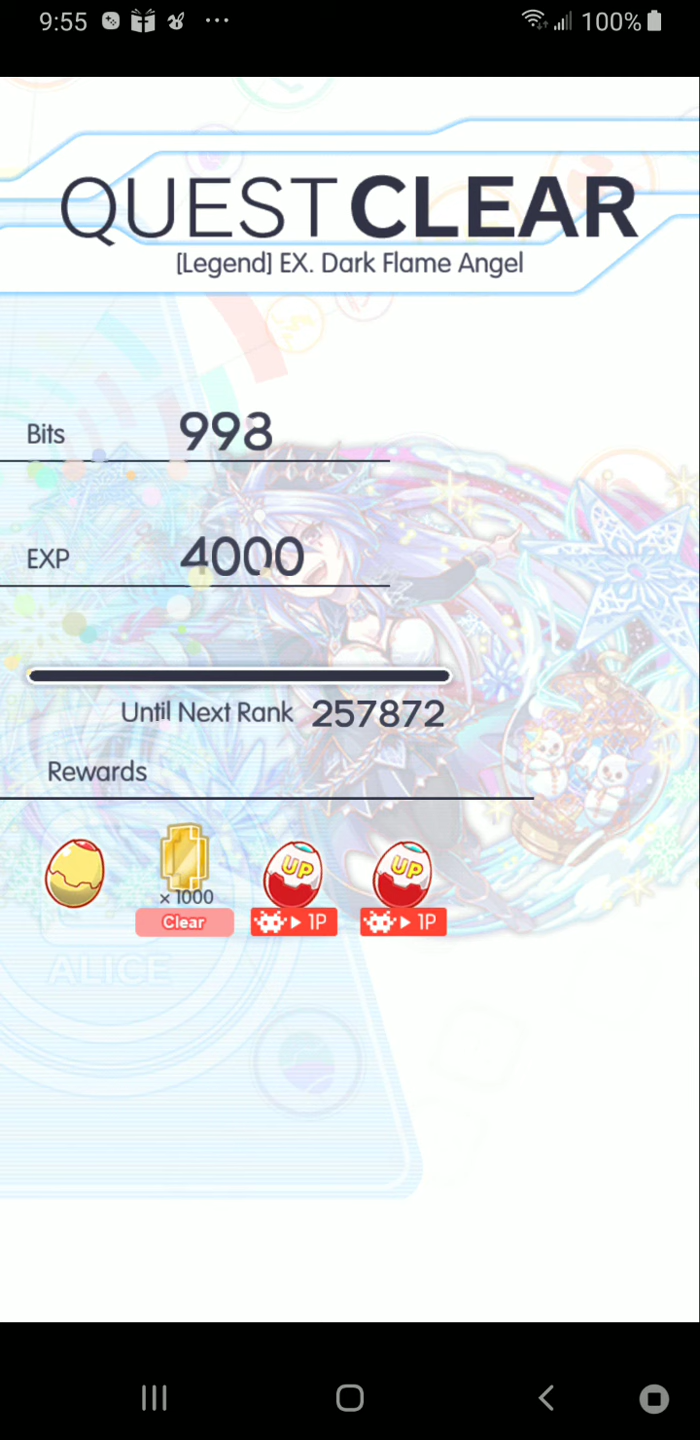 9:55
100%
QUEST CLEAR
[Legend] EX. Dark Flame Angel
Bits 998
EXP 4000
Until Next Rank 257872
Rewards
x 1000
UP
UP
Clear
1P
1P
ALICE